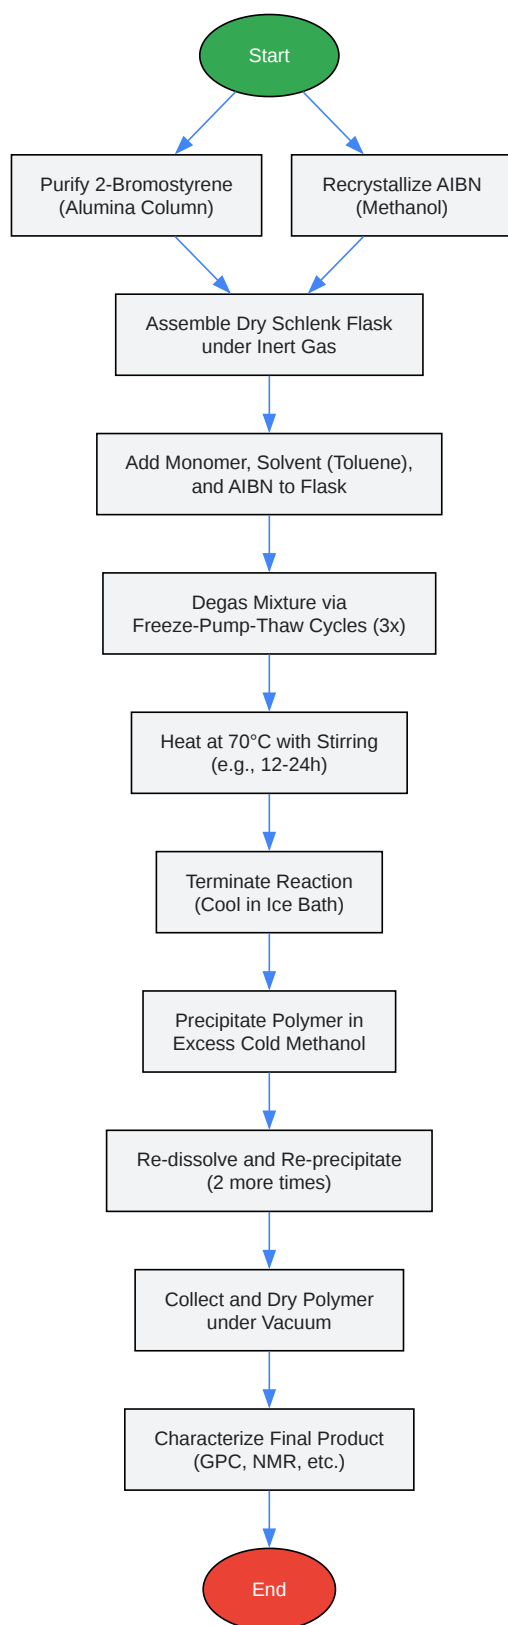 Start
Purify 2-Bromostyrene
(Alumina Column)
Recrystallize AIBN
(Methanol)
Assemble Dry Schlenk Flask
under Inert Gas
Add Monomer, Solvent (Toluene),
and AIBN to Flask
Degas Mixture via
Freeze-Pump-Thaw Cycles (3x)
Heat at 70°C with Stirring
(e.g., 12-24h)
Terminate Reaction
(Cool in Ice Bath)
Precipitate Polymer in
Excess Cold Methanol
Re-dissolve and Re-precipitate
(2 more times)
Collect and Dry Polymer
under Vacuum
Characterize Final Product
(GPC, NMR, etc.)
End